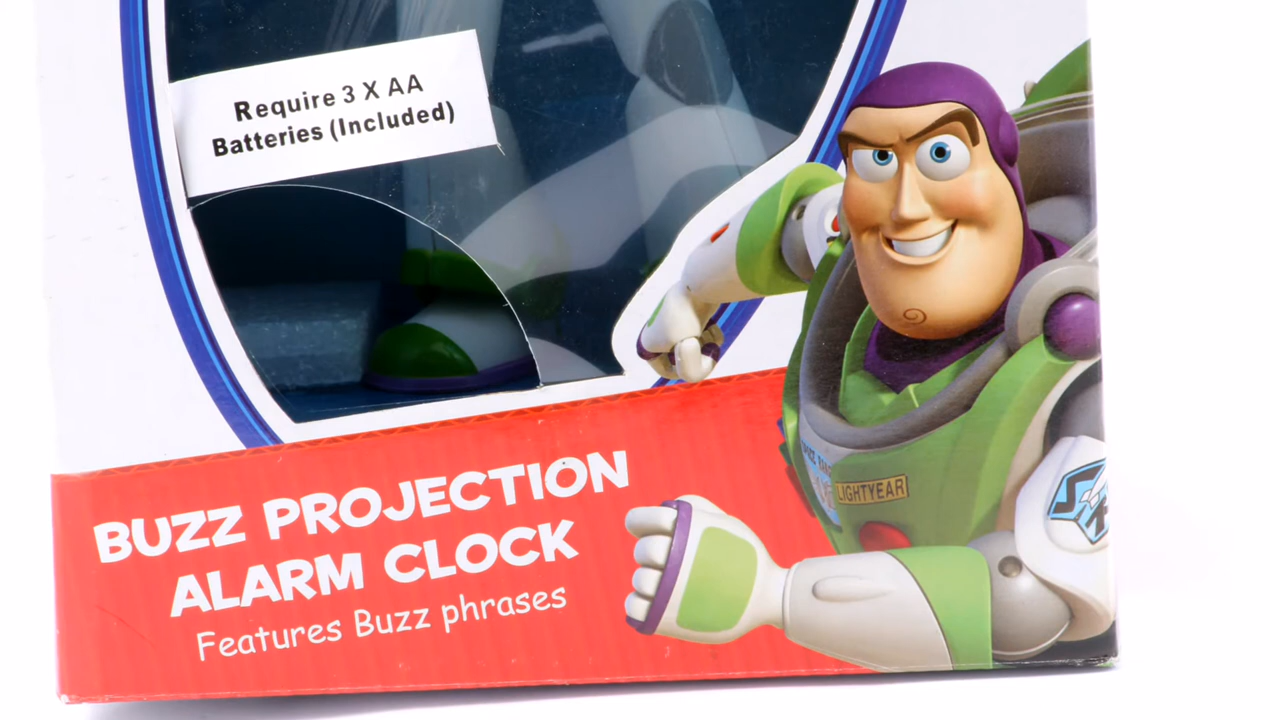 Require 3 X AA
Batteries (Included)
LIGHTYEAR
BUZZ PROJECTION
ALARM CLOCK
Features Buzz phrases